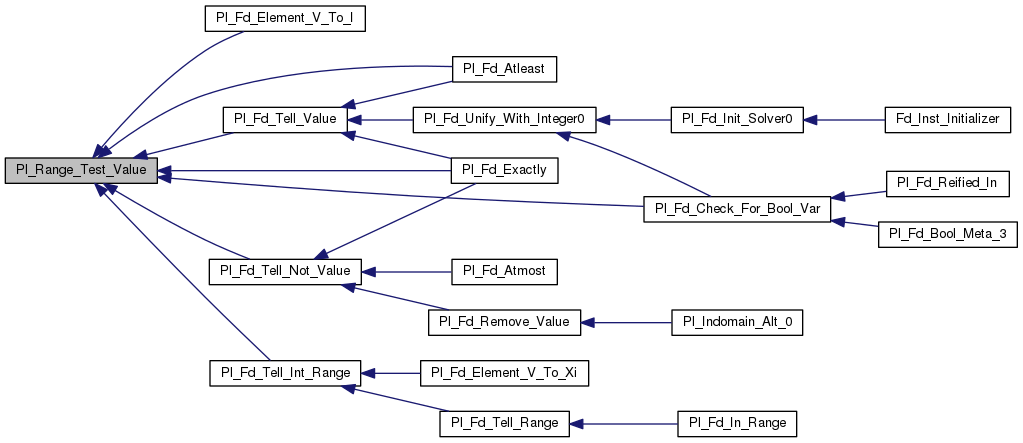 Pl_Fd_Element_V_To_I
Pl_Fd_Atleast
Pl_Fd_Tell_Value
Pl_Fd_Unify_With_Integer0
Pl_Fd_Init_Solver0
Fd_Inst_Initializer
Pl_Range_Test_Value
Pl_Fd_Exactly
Pl_Fd_Reified_In
Pl_Fd_Check_For_Bool_Var
Pl_Fd_Bool_Meta_3
Pl_Fd_Tell_Not_Value
Pl_Fd_Atmost
Pl_Fd_Remove_Value
Pl_Indomain_Alt_0
Pl_Fd_Tell_Int_Range
Pl_Fd_Element_V_To_Xi
Pl_Fd_Tell_Range
Pl_Fd_In_Range